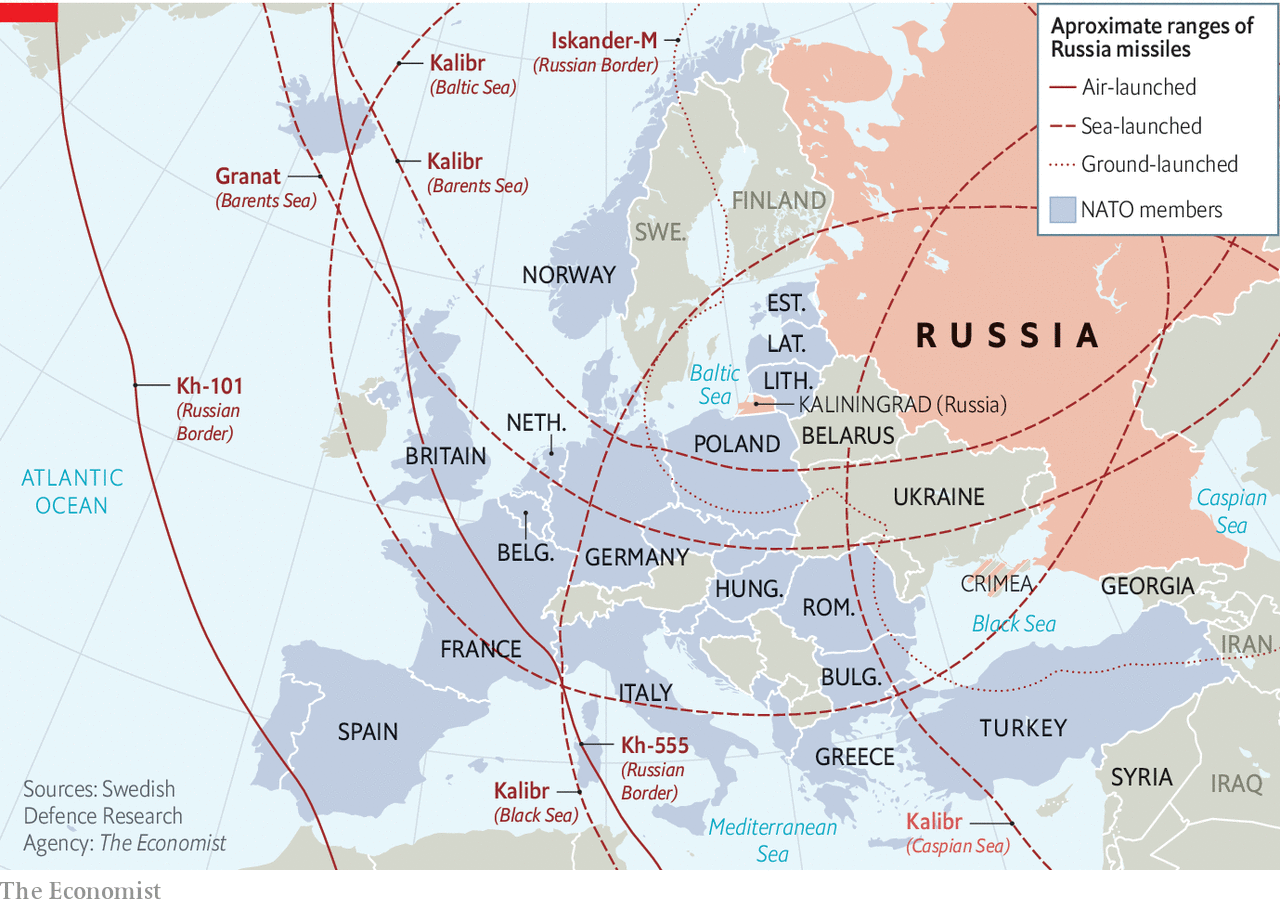 Aproximate ranges of
Russia missiles
Air-launched
Sea-launched
Ground-launched
NATO members
Iskander-M
(Russian Border)
Kalibr
(Baltic Sea)
Kalibr
(Barents Sea)
Granat
(Barents Sea)
FINLAND
SWE.
NORWAY
EST.
RUSSIA
LAT.
Baltic
Sea
LITH.
Kh-101
(Russian
Border)
KALININGRAD (Russia)
NETH.
BELARUS
POLAND
BRITAIN
ATLANTIC
OCEAN
UKRAINE
Caspian
Sea
BELG.
GERMANY
CRIMEA
GEORGIA
HUNG.
ROM.
Black Sea
IRAN
FRANCE
BULG.
ITALY
SPAIN
TURKEY
Kh-555
(Russian
Border)
GREECE
SYRIA
IRAQ
Kalibr
(Black Sea)
Mediterranean
Sea
Kalibr
(Caspian Sea)
Sources: Swedish
Defence Research
Agency: The Economist
The Economist